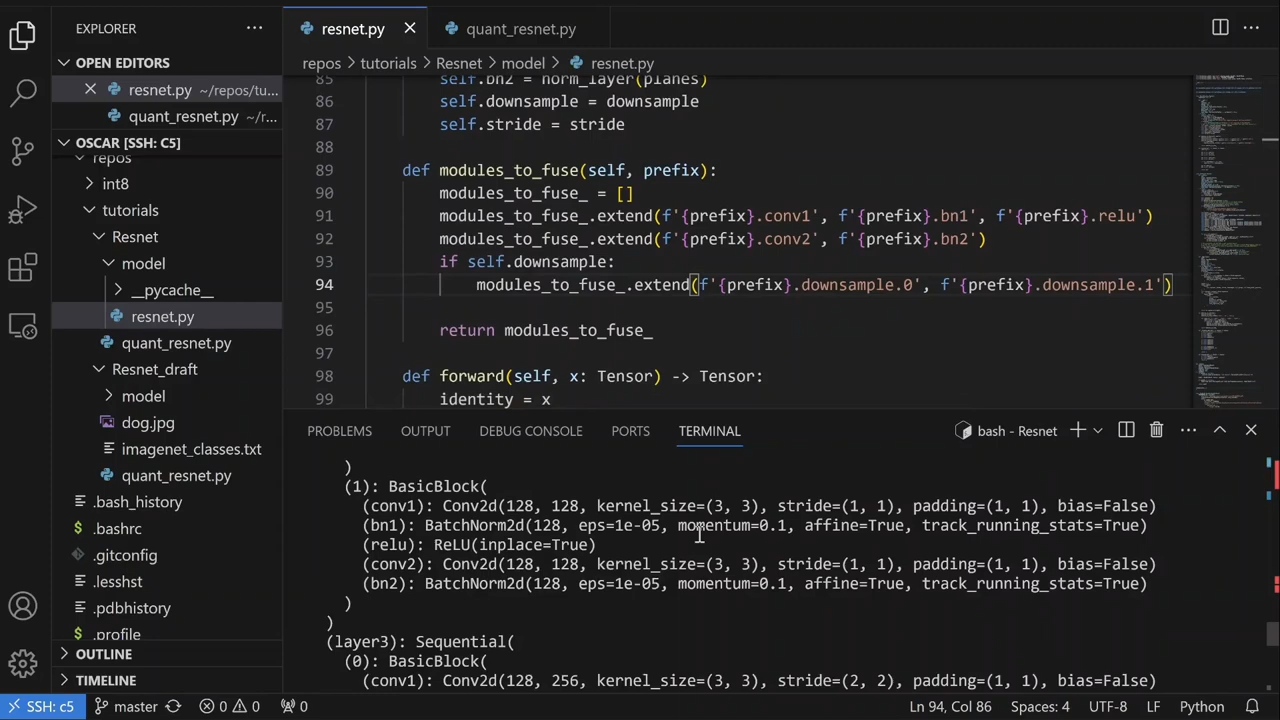 EXPLORER
OPEN EDITORS
resnet.py ~/repos/tu...
quant_resnet.py ~/r...
OSCAR [SSH: C5]
repos
int8
tutorials
Resnet
model
__pycache__
resnet.py
quant_resnet.py
Resnet_draft
model
dog.jpg
imagenet_classes.txt
quant_resnet.py
.bash_history
.bashrc
.gitconfig
.lesshst
.pdbhistory
.profile
OUTLINE
TIMELINE
resnet.py
quant_resnet.py
repos > tutorials > Resnet > model > resnet.py
85 self.bn2 = norm_layer(planes)
86 self.downsample = downsample
87 self.stride = stride
88
89 def modules_to_fuse(self, prefix):
90 modules_to_fuse_ = []
91 modules_to_fuse_.extend(f'{prefix}.conv1', f'{prefix}.bn1', f'{prefix}.relu')
92 modules_to_fuse_.extend(f'{prefix}.conv2', f'{prefix}.bn2')
93 if self.downsample:
94 modules_to_fuse_.extend(f'{prefix}.downsample.0', f'{prefix}.downsample.1')
95
96 return modules_to_fuse_
97
98 def forward(self, x: Tensor) -> Tensor:
99 identity = x
PROBLEMS OUTPUT DEBUG CONSOLE PORTS TERMINAL bash - Resnet
)
(1): BasicBlock(
(conv1): Conv2d(128, 128, kernel_size=(3, 3), stride=(1, 1), padding=(1, 1), bias=False)
(bn1): BatchNorm2d(128, eps=1e-05, momentum=0.1, affine=True, track_running_stats=True)
(relu): ReLU(inplace=True)
(conv2): Conv2d(128, 128, kernel_size=(3, 3), stride=(1, 1), padding=(1, 1), bias=False)
(bn2): BatchNorm2d(128, eps=1e-05, momentum=0.1, affine=True, track_running_stats=True)
)
)
(layer3): Sequential(
(0): BasicBlock(
(conv1): Conv2d(128, 256, kernel_size=(3, 3), stride=(2, 2), padding=(1, 1), bias=False)
SSH: c5 master 0 0 0 Ln 94, Col 86 Spaces: 4 UTF-8 LF Python